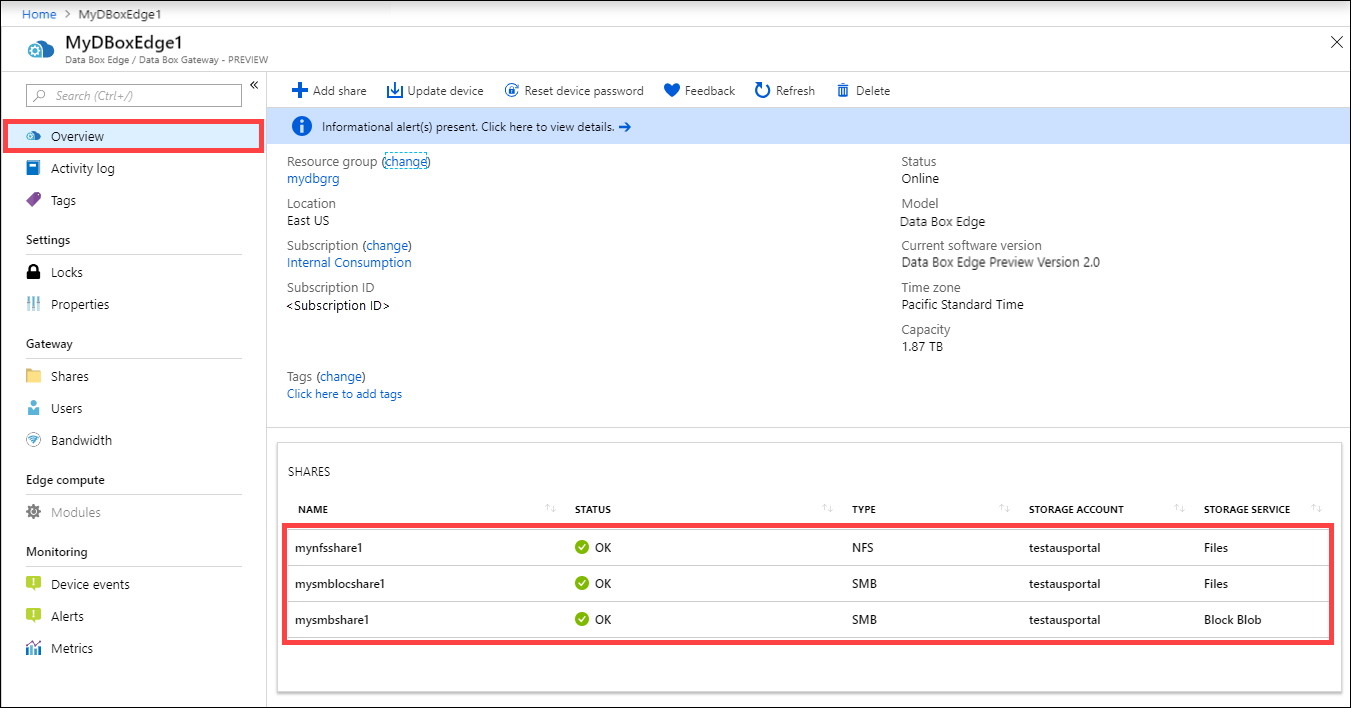 Home > MyDBoxEdge1
MyDBoxEdge1
Data Box Edge / Data Box Gateway - PREVIEW
Search (Ctrl+/)
«
Overview
Activity log
Tags
Settings
Locks
Properties
Gateway
Shares
Users
Bandwidth
Edge compute
Modules
Monitoring
Device events
Alerts
Metrics
Add share Update device Reset device password Feedback Refresh Delete
Informational alert(s) present. Click here to view details. →
Resource group (change)
mydbgrg
Location
East US
Subscription (change)
Internal Consumption
Subscription ID
<Subscription ID>
Tags (change)
Click here to add tags
Status
Online
Model
Data Box Edge
Current software version
Data Box Edge Preview Version 2.0
Time zone
Pacific Standard Time
Capacity
1.87 TB
SHARES
NAME STATUS TYPE STORAGE ACCOUNT STORAGE SERVICE
mynfsshare1 OK NFS testausportal Files
mysmblocshare1 OK SMB testausportal Files
mysmbshare1 OK SMB testausportal Block Blob